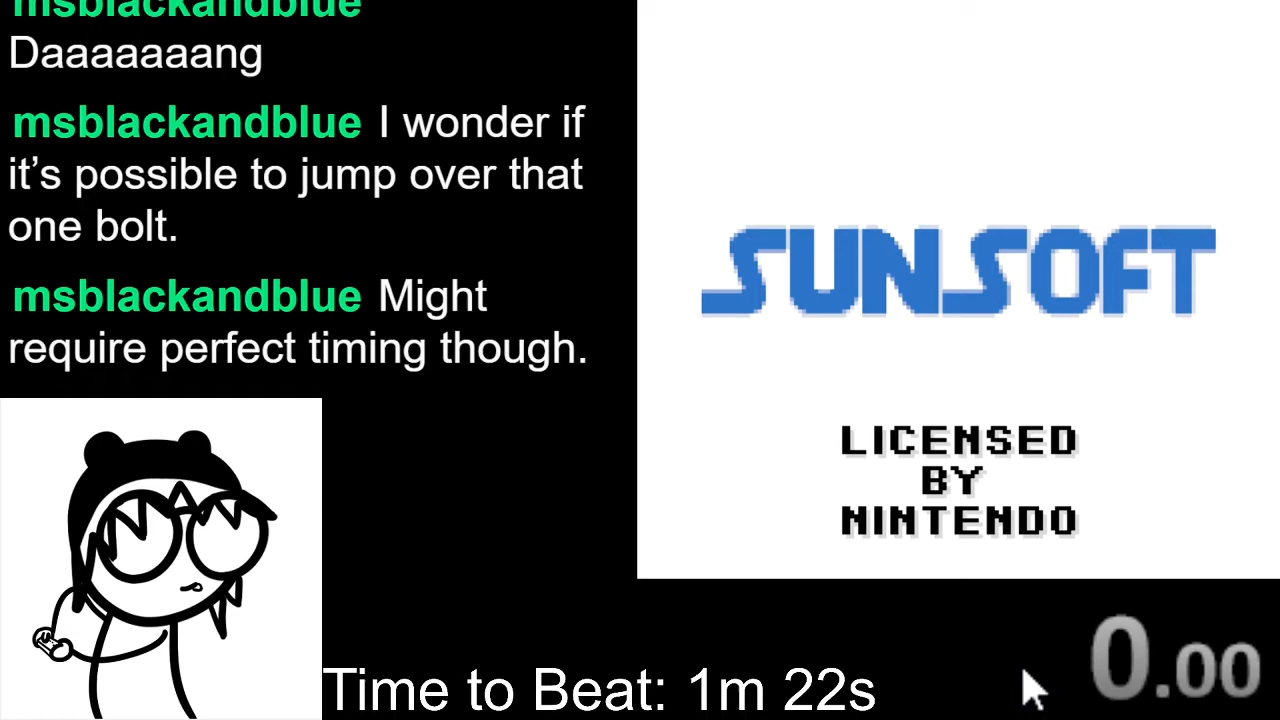 msblackandblue
Daaaaaaang
msblackandblue I wonder if
it’s possible to jump over that
one bolt.
msblackandblue Might
require perfect timing though.
SUNSOFT
LICENSED
BY
NINTENDO
Time to Beat: 1m 22s
0.00